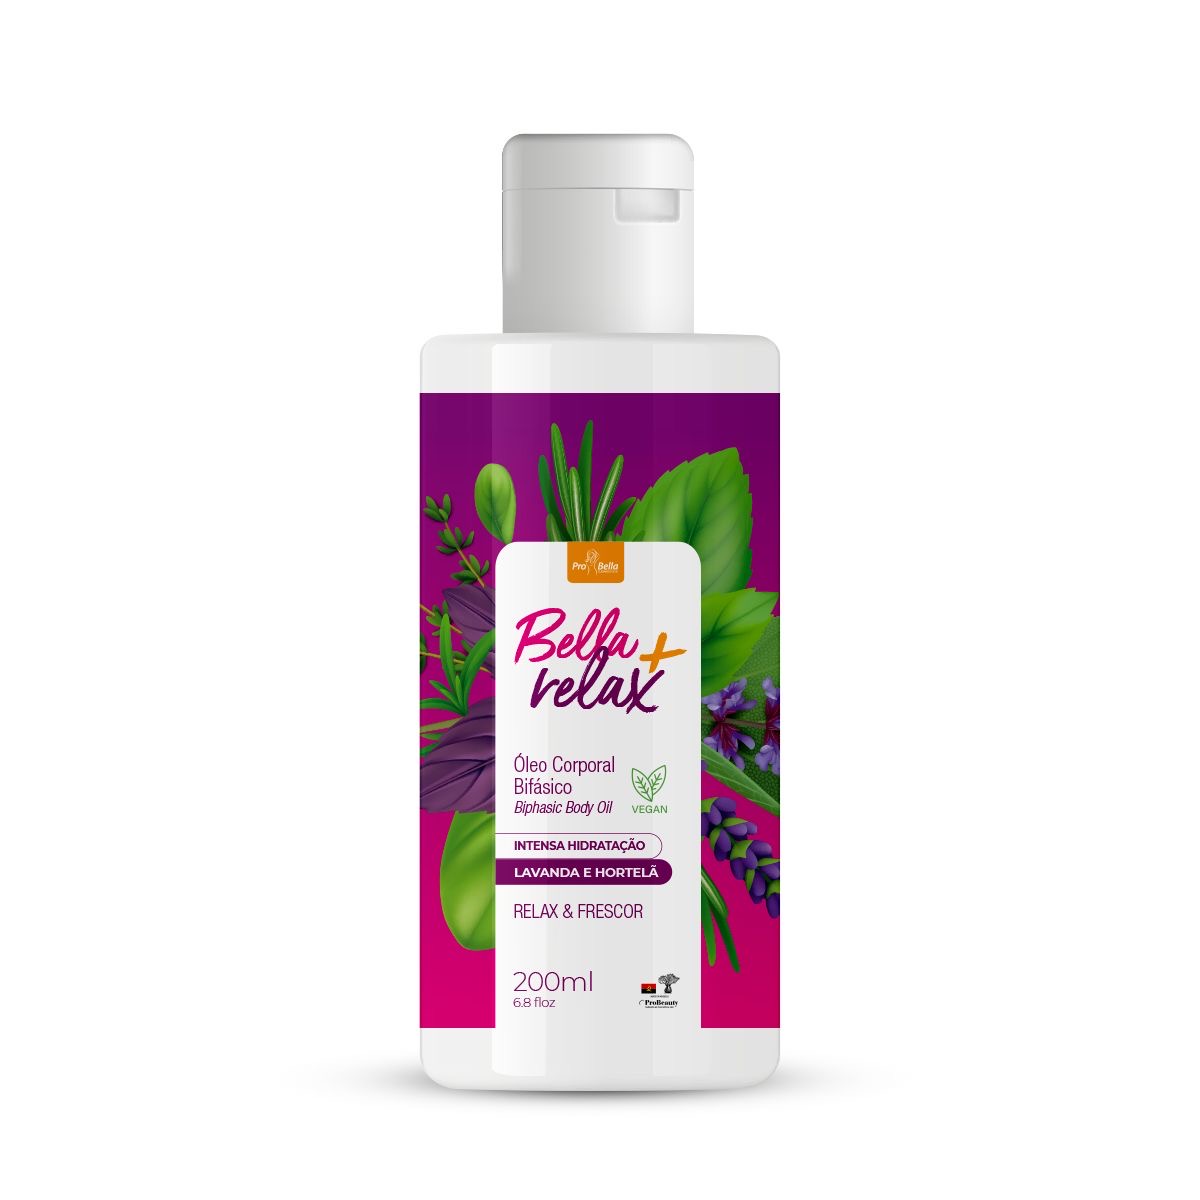 Pro Bella
Bella +
relax
Óleo Corporal
Bifásico
Biphasic Body Oil
VEGAN
INTENSA HIDRATAÇÃO
LAVANDA E HORTELÃ
RELAX & FRESCOR
200ml
6.8 floz
ProBeauty